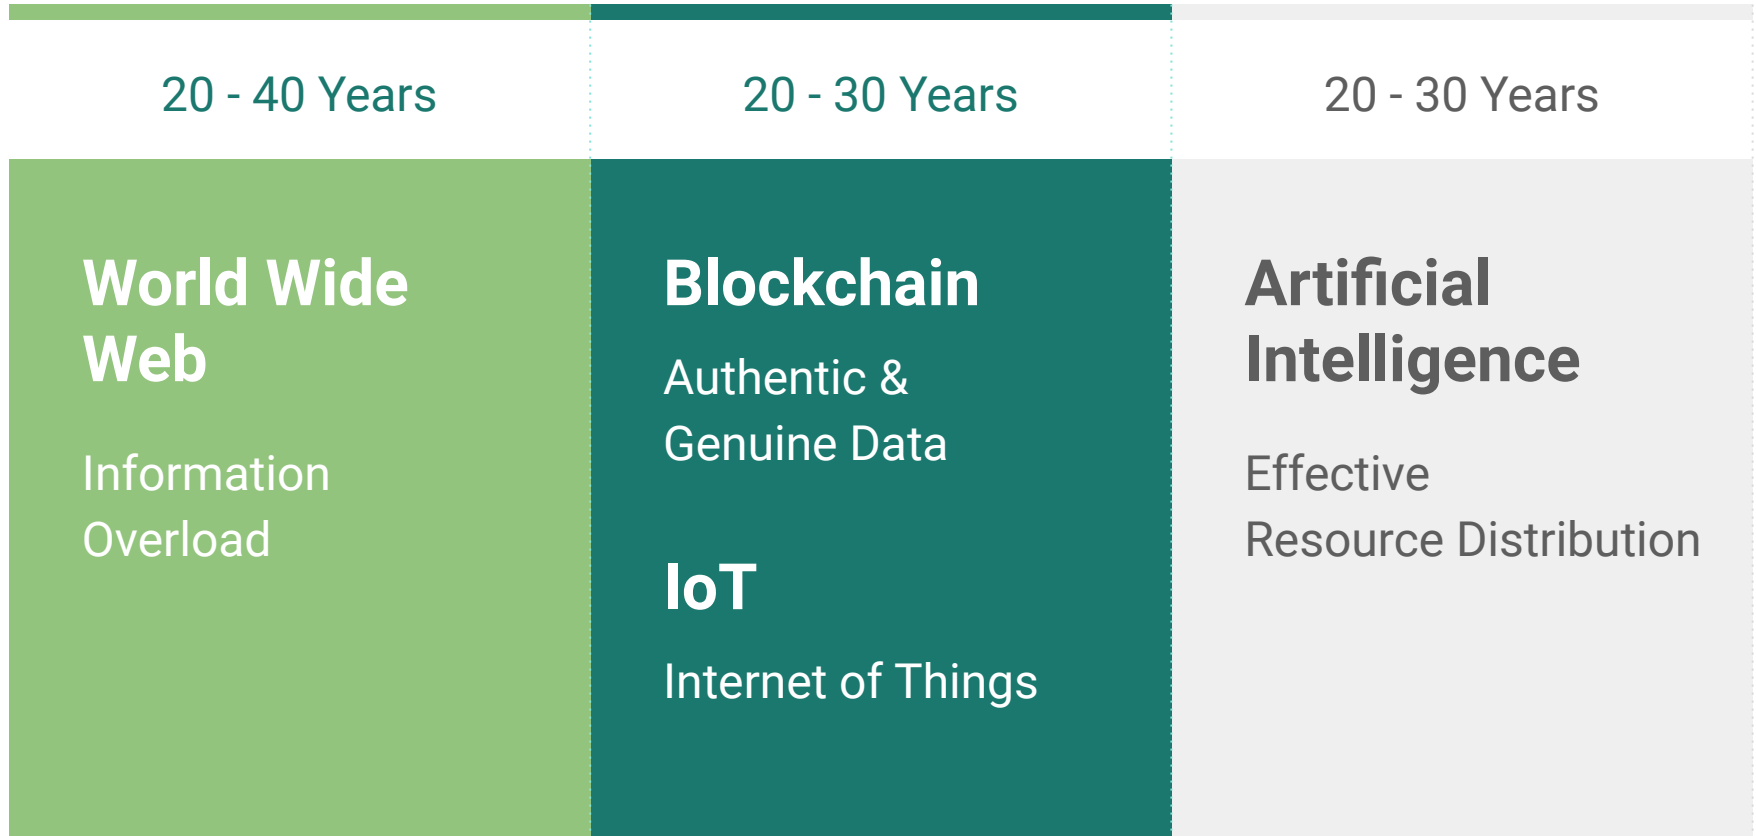 20 - 40 Years
20 - 30 Years
20 - 30 Years
World Wide
Web
Information
Overload
Blockchain
Authentic &
Genuine Data
IoT
Internet of Things
Artificial
Intelligence
Effective
Resource Distribution